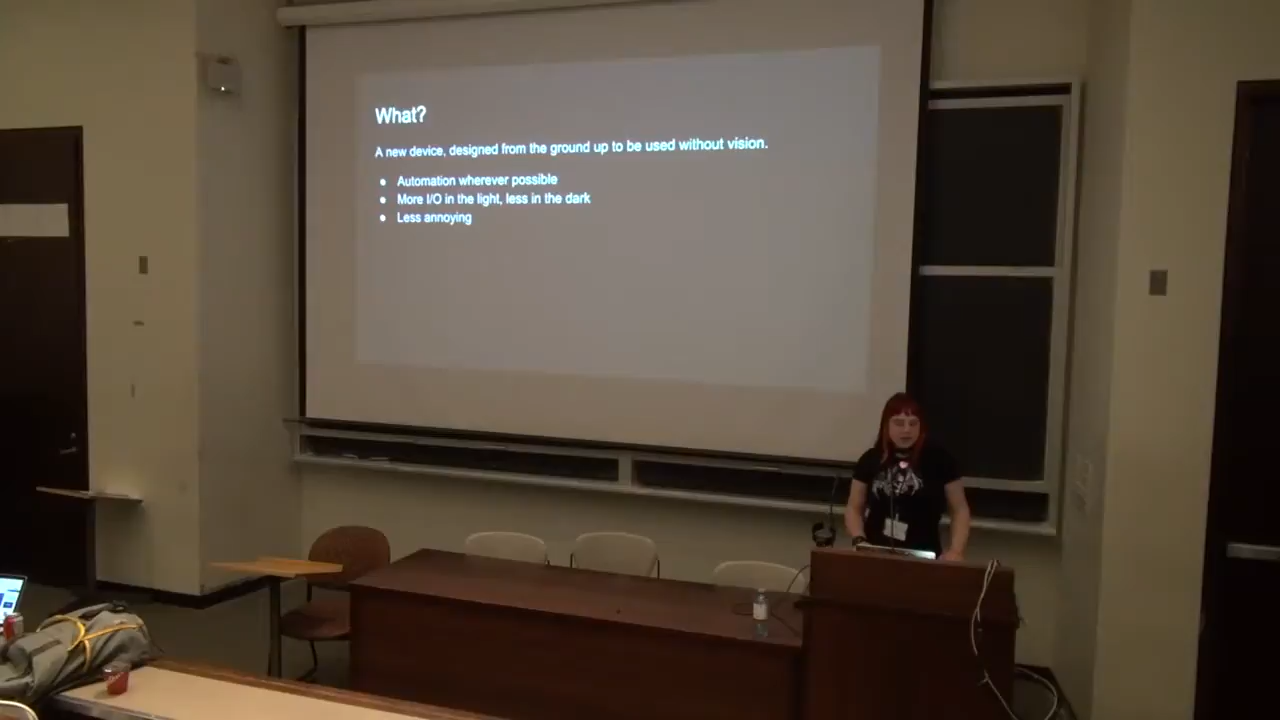 What?
A new device, designed from the ground up to be used without vision.
● Automation wherever possible
● More I/O in the light, less in the dark
● Less annoying